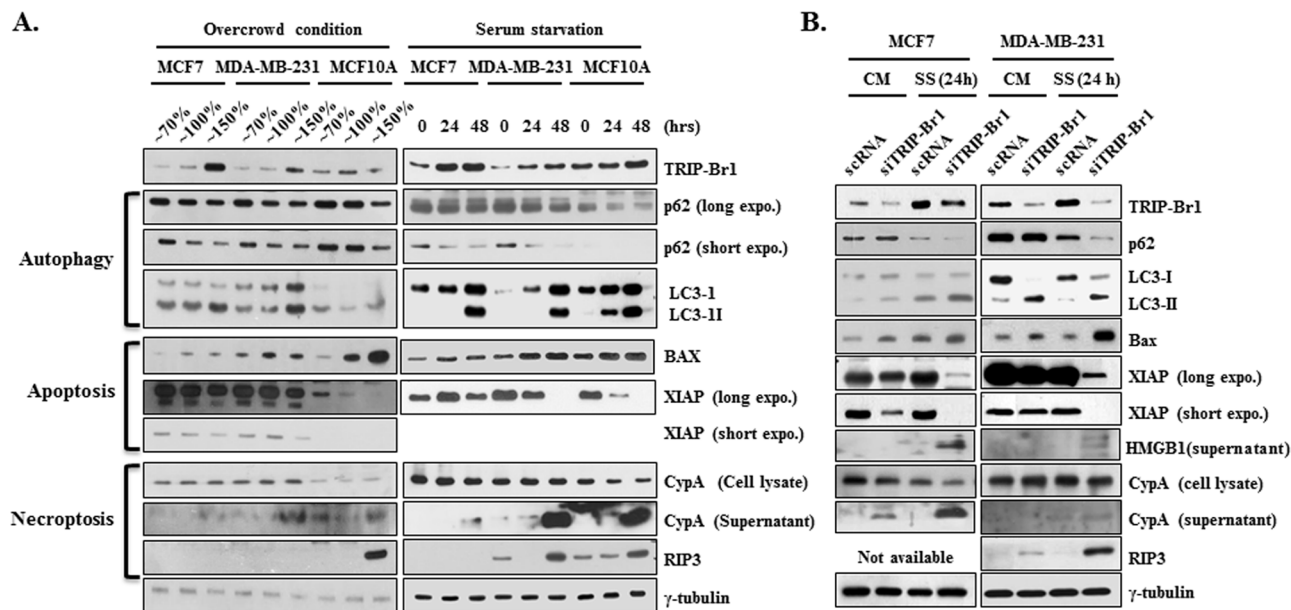 A.
Overcrowd condition
Serum starvation
MCF7 MDA-MB-231 MCF10A
MCF7 MDA-MB-231 MCF10A
~70% ~100% ~150% ~70% ~100% ~150% ~70% ~100% ~150%
0 24 48 0 24 48 0 24 48 (hrs)
TRIP-Br1
Autophagy
p62 (long expo.)
p62 (short expo.)
LC3-1
LC3-1I
Apoptosis
BAX
XIAP (long expo.)
XIAP (short expo.)
Necroptosis
CypA (Cell lysate)
CypA (Supernatant)
RIP3
γ-tubulin
B.
MCF7
MDA-MB-231
CM SS (24h)
CM SS (24 h)
scRNA siTRIP-Br1 scRNA siTRIP-Br1
scRNA siTRIP-Br1 scRNA siTRIP-Br1
TRIP-Br1
p62
LC3-I
LC3-II
Bax
XIAP (long expo.)
XIAP (short expo.)
HMGB1(supernatant)
CypA (cell lysate)
CypA (supernatant)
Not available
RIP3
γ-tubulin